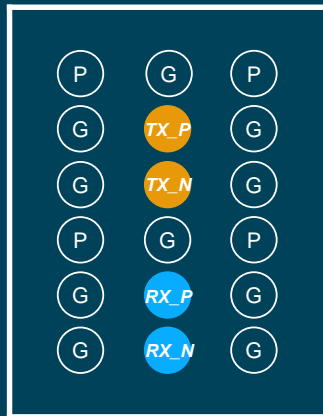 P G P
G TX_P G
G TX_N G
P G P
G RX_P G
G RX_N G